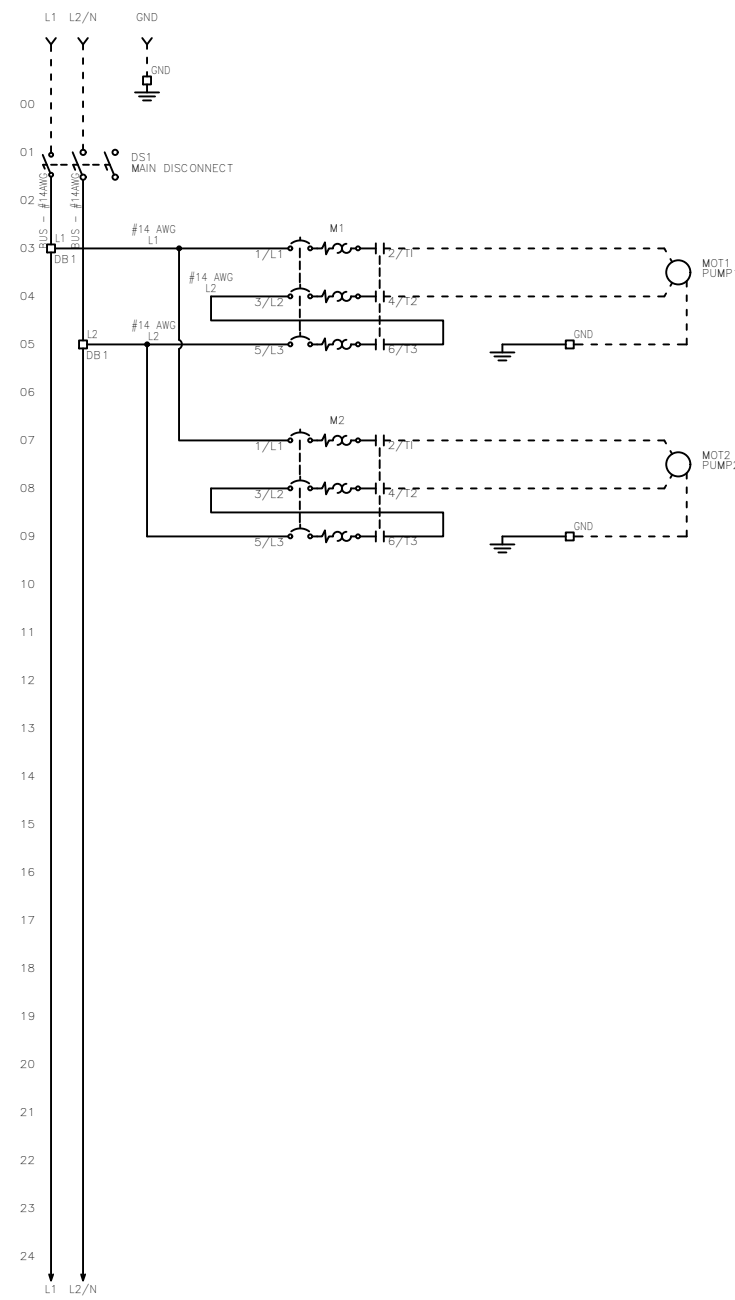 L1 L2/N GND
GND
00
01
DS1
MAIN DISCONNECT
BUS - #14AWG
BUS - #14AWG
02
#14 AWG
L1
M1
03
L1
DB1
1/L1
2/T1
MOT1
PUMP
#14 AWG
L2
04
3/L2
4/T2
#14 AWG
L2
GND
05
L2
DB1
5/L3
6/T3
06
M2
07
1/L1
2/T1
MOT2
PUMP2
08
3/L2
4/T2
GND
09
5/L3
6/T3
10
11
12
13
14
15
16
17
18
19
20
21
22
23
24
L1 L2/N